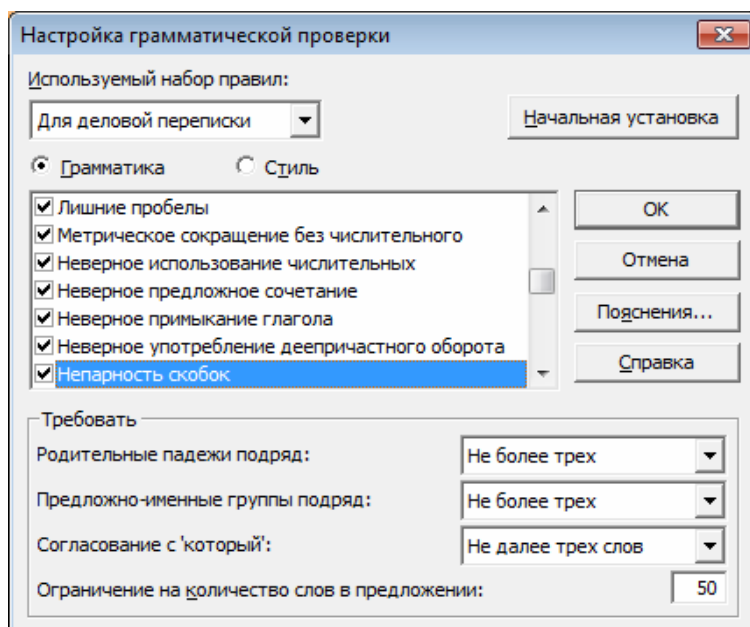 Настройка грамматической проверки
Используемый набор правил:
Для деловой переписки
Начальная установка
Грамматика Стиль
Лишние пробелы
Метрическое сокращение без числительного
Неверное использование числительных
Неверное предложное сочетание
Неверное примыкание глагола
Неверное употребление деепричастного оборота
Непарность скобок
ОК
Отмена
Пояснения...
Справка
Требовать
Родительные падежи подряд: Не более трех
Предложно-именные группы подряд: Не более трех
Согласование с 'который': Не далее трех слов
Ограничение на количество слов в предложении: 50